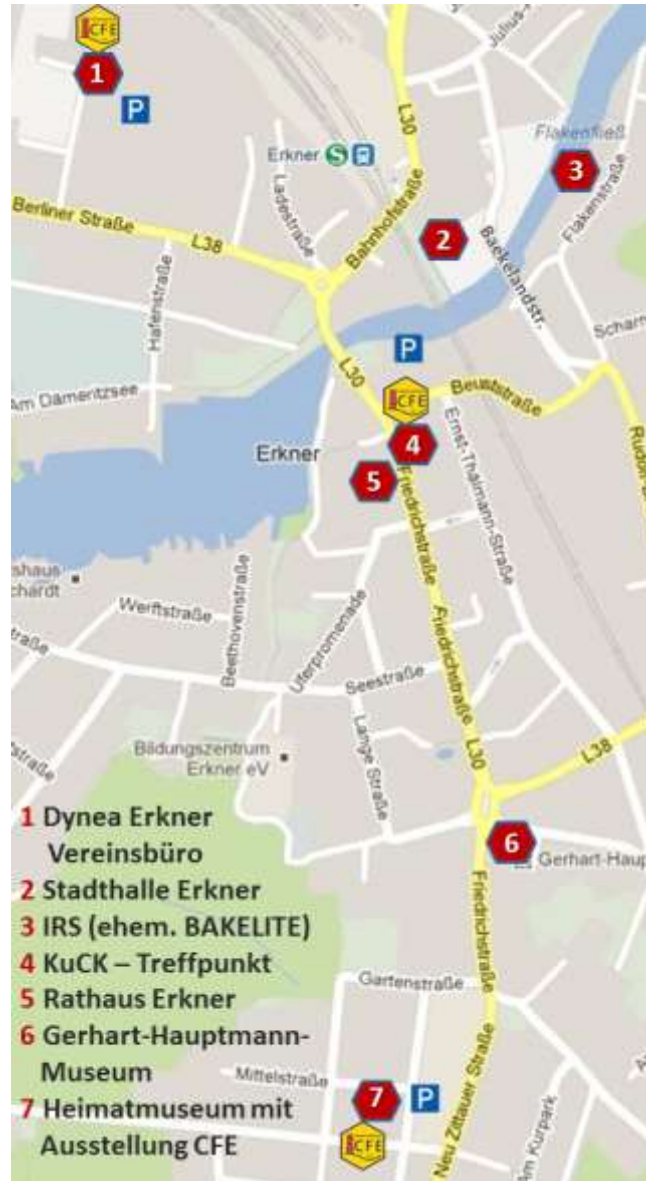 CFE
1
P
Julius-
L30
Flakenfließ
3
Erkner S
Ladestraße
Bahnhofstraße
2
Flakenstraße
Berliner Straße
L38
Baekelandstr.
Hafenstraße
P
Am Dämeritzsee
L30
CFE
Beuststraße
4
Erkner
5
Ernst-Thälmann-Straße
Friedrichstraße
Werftstraße
Beethovenstraße
Uferpromenade
Friedrichstraße
Seestraße
Lange Straße
L30
L38
Bildungszentrum
Erkner eV
6
Gerhart-Haup
1 Dynea Erkner
Vereinsbüro
2 Stadthalle Erkner
3 IRS (ehem. BAKELITE)
4 KuCK – Treffpunkt
5 Rathaus Erkner
6 Gerhart-Hauptmann-
Museum
7 Heimatmuseum mit
Ausstellung CFE
Friedrichstraße
Gartenstraße
Mittelstraße
7
P
CFE
Neu Zittauer Straße
Am Kurpark